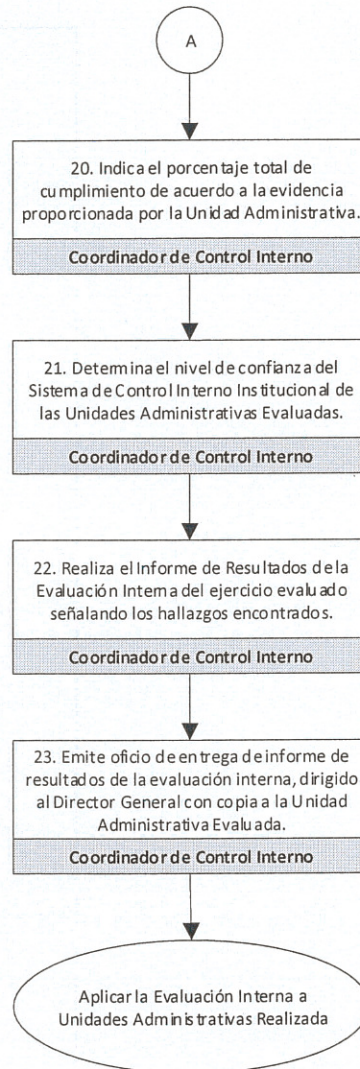 A
20. Indica el porcentaje total de
cumplimiento de acuerdo a la evidencia
proporcionada por la Unidad Administrativa.
Coordinador de Control Interno
21. Determina el nivel de confianza del
Sistema de Control Interno Institucional de
las Unidades Administrativas Evaluadas.
Coordinador de Control Interno
22. Realiza el Informe de Resultados de la
Evaluación Interna del ejercicio evaluado
señalando los hallazgos encontrados.
Coordinador de Control Interno
23. Emite oficio de entrega de informe de
resultados de la evaluación interna, dirigido
al Director General con copia a la Unidad
Administrativa Evaluada.
Coordinador de Control Interno
Aplicar la Evaluación Interna a
Unidades Administrativas Realizada